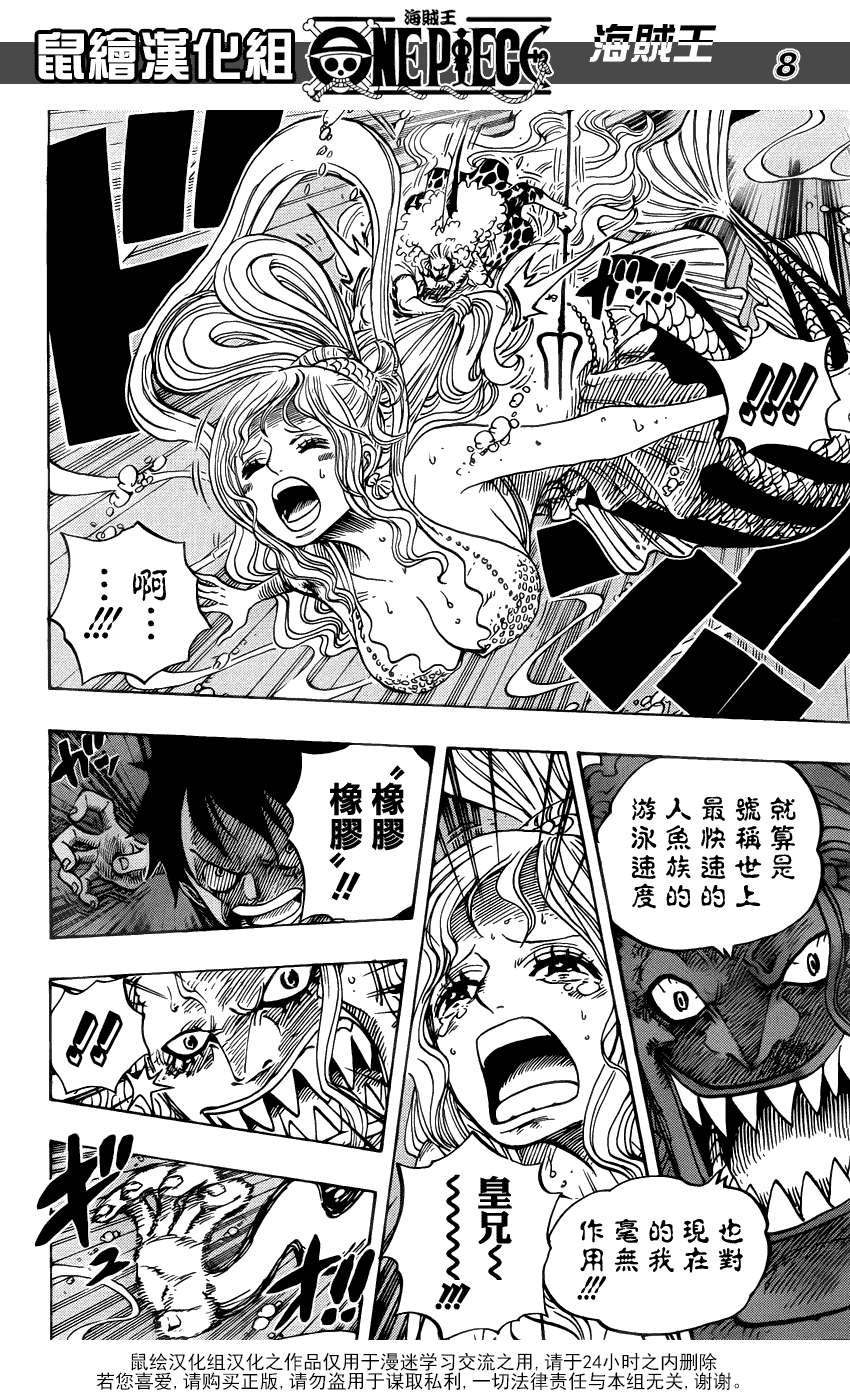 鼠繪漢化組
海賊王
ONE PIECE
海賊王
8
ガッ!!
!!!!
啊……
…!!!
就算是
號稱世上
最快速的
人魚族的
游泳速度
也對
現在
的我
毫無
作用!!!
皇兄~
~~~~!!!
ガッ
〝橡膠
橡膠〞!!
!!
鼠绘汉化组汉化之作品仅用于漫迷学习交流之用, 请于24小时之内删除
若您喜爱, 请购买正版, 请勿盗用于谋取私利, 一切法律责任与本组无关, 谢谢。